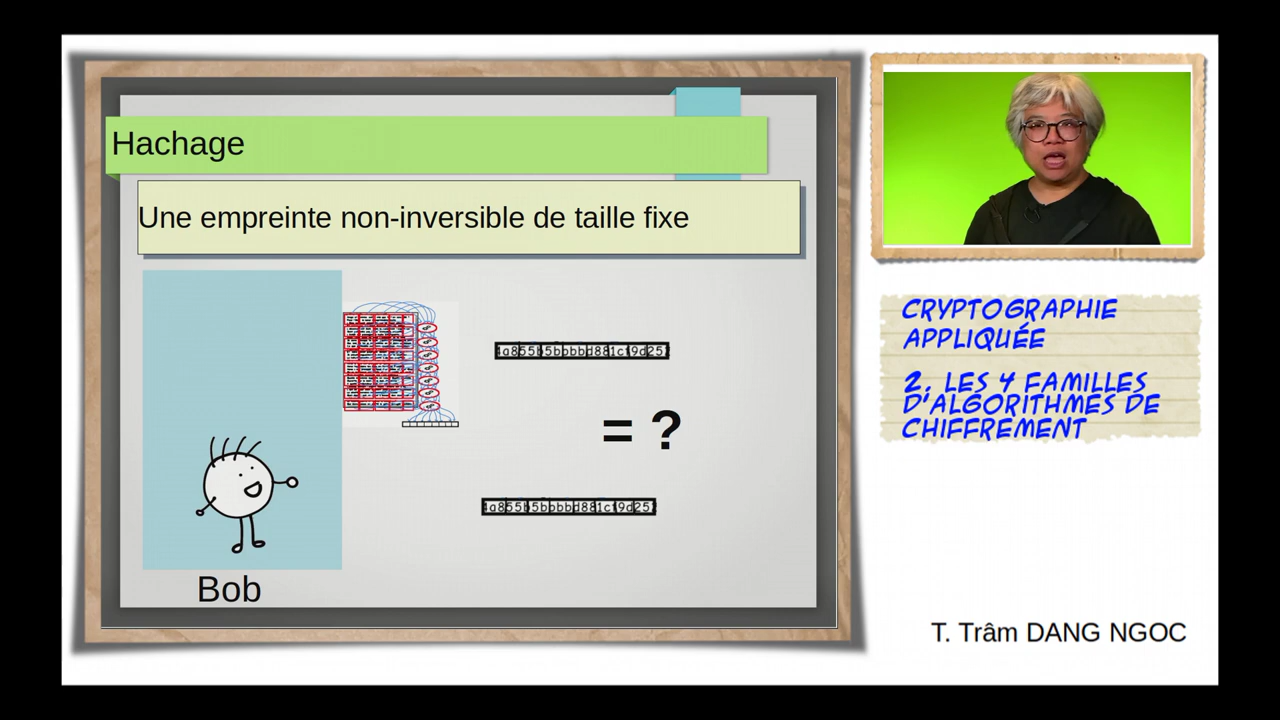 Hachage
Une empreinte non-inversible de taille fixe
= ?
Bob
CRYPTOGRAPHIE
APPLIQUÉE
2. LES 4 FAMILLES
D'ALGORITHMES DE
CHIFFREMENT
T. Trâm DANG NGOC